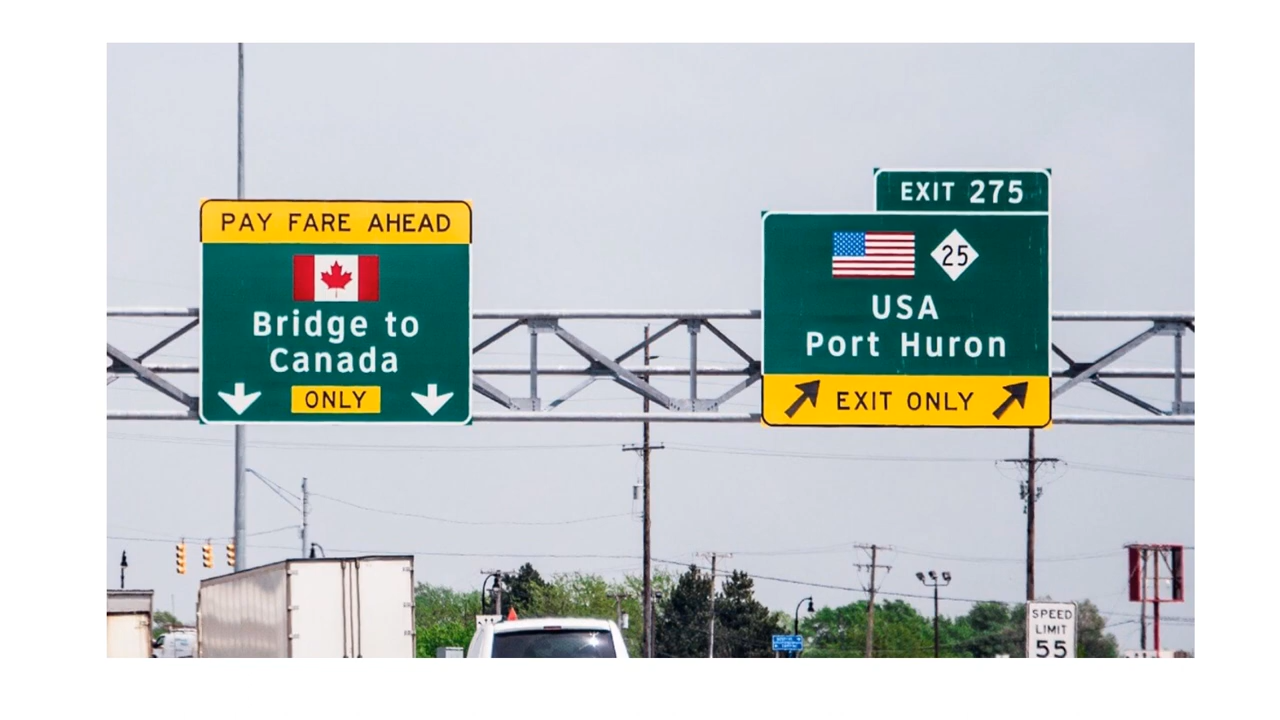 PAY FARE AHEAD
Bridge to
Canada
ONLY
EXIT 275
25
USA
Port Huron
EXIT ONLY
SPEED
LIMIT
55